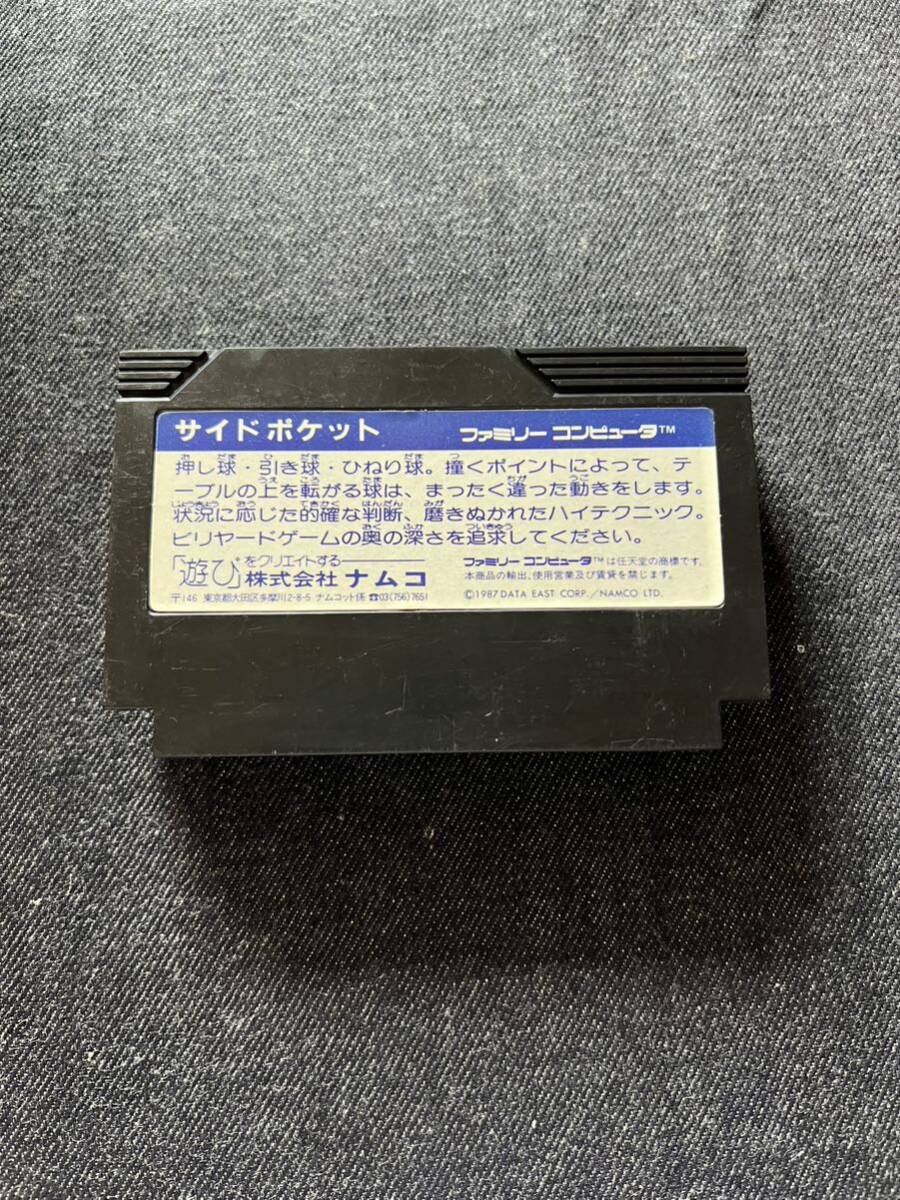 サイド ポケット ファミリー コンピュータ™
押し球・引き球・ひねり球。撞くポイントによって、テ
ーブルの上を転がる球は、まったく違った動きをします。
状況に応じた的確な判断、磨きぬかれたハイテクニック。
ビリヤードゲームの奥の深さを追求してください。
「遊び」をクリエイトする 株式会社 ナムコ
〒146 東京都大田区多摩川2-8-5 ナムコット係 ☎03(756)7651
ファミリー コンピュータ™は任天堂の商標です。
本商品の輸出、使用営業及び賃貸を禁じます。
©1987 DATA EAST CORP./NAMCO LTD.